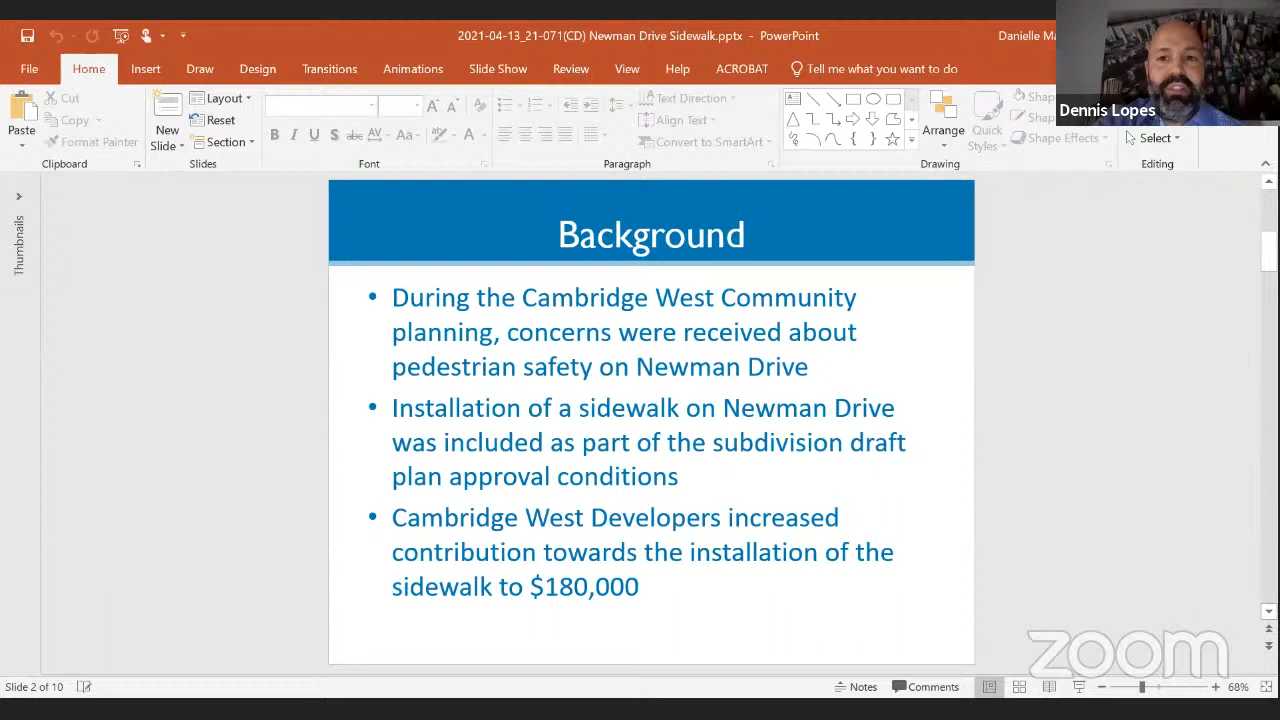 2021-04-13_21-071(CD) Newman Drive Sidewalk.pptx - PowerPoint
Danielle Ma
File Home Insert Draw Design Transitions Animations Slide Show Review View Help ACROBAT Tell me what you want to do
Dennis Lopes
Paste
Cut
Copy
Format Painter
Clipboard
New
Slide
Layout
Reset
Section
Slides
B I U S abc AV Aa A
Font
Paragraph
Text Direction
Align Text
Convert to SmartArt
Arrange
Quick
Styles
Shap
Shap
Shape Effects
Drawing
Select
Editing
Thumbnails
Background
• During the Cambridge West Community
planning, concerns were received about
pedestrian safety on Newman Drive
• Installation of a sidewalk on Newman Drive
was included as part of the subdivision draft
plan approval conditions
• Cambridge West Developers increased
contribution towards the installation of the
sidewalk to $180,000
zoom
Slide 2 of 10
Notes
Comments
68%